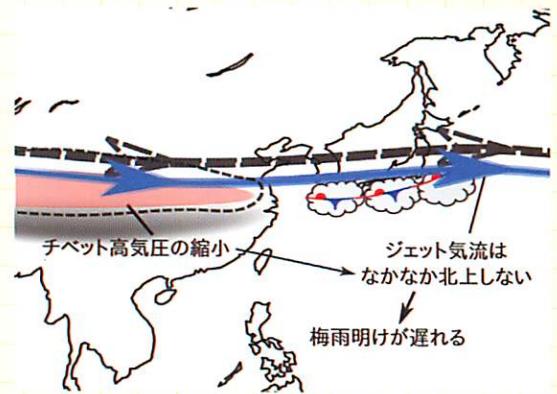 チベット高気圧の縮小
ジェット気流は
なかなか北上しない
梅雨明けが遅れる